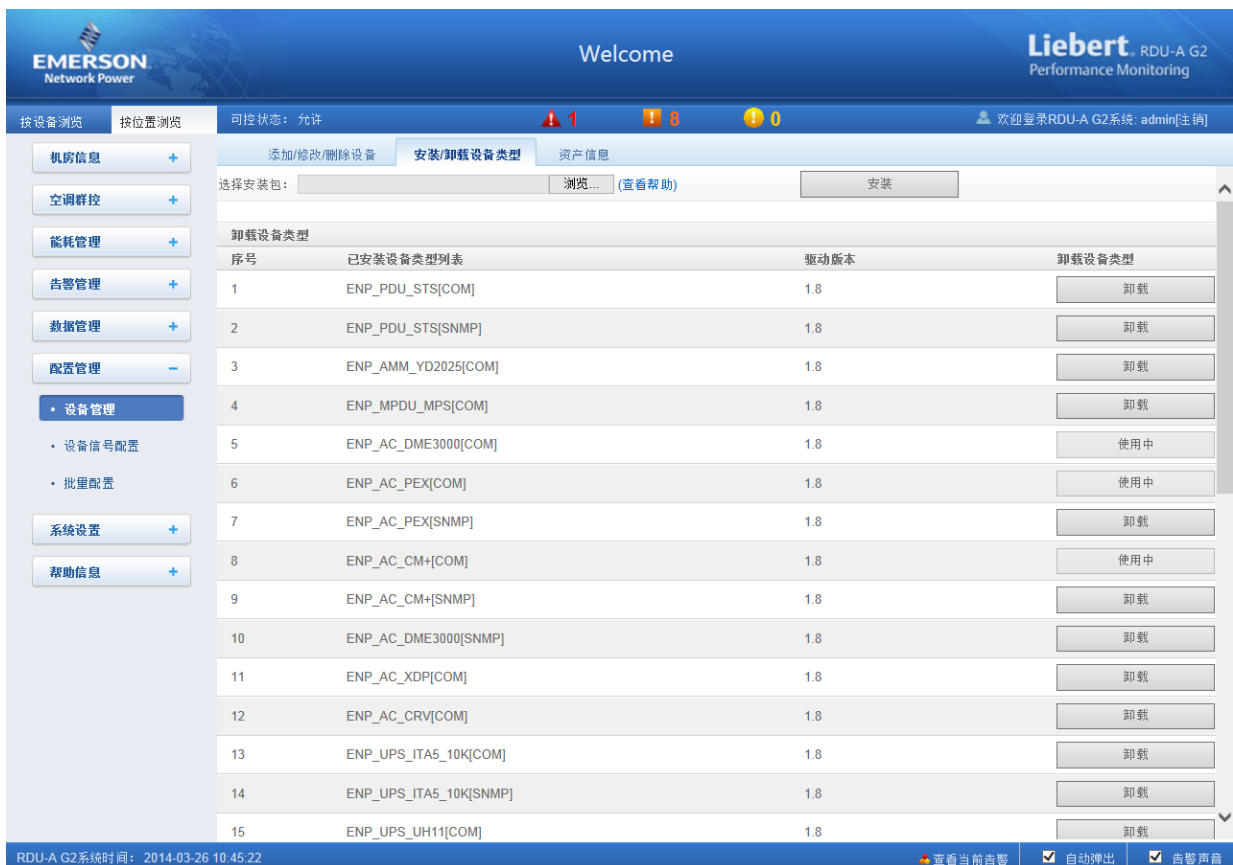 EMERSON
Network Power
Welcome
Liebert RDU-A G2
Performance Monitoring
按设备浏览 按位置浏览 可控状态：允许 1 8 0 欢迎登录RDU-A G2系统: admin[注销]
机房信息 +
空调群控 +
能耗管理 +
告警管理 +
数据管理 +
配置管理 −
• 设备管理
• 设备信号配置
• 批里配置
系统设置 +
帮助信息 +
添加/修改/删除设备 安装/卸载设备类型 资产信息
选择安装包： 浏览... (查看帮助) 安装
卸载设备类型
序号 已安装设备类型列表 驱动版本 卸载设备类型
1 ENP_PDU_STS[COM] 1.8 卸载
2 ENP_PDU_STS[SNMP] 1.8 卸载
3 ENP_AMM_YD2025[COM] 1.8 卸载
4 ENP_MPDU_MPS[COM] 1.8 卸载
5 ENP_AC_DME3000[COM] 1.8 使用中
6 ENP_AC_PEX[COM] 1.8 使用中
7 ENP_AC_PEX[SNMP] 1.8 卸载
8 ENP_AC_CM+[COM] 1.8 使用中
9 ENP_AC_CM+[SNMP] 1.8 卸载
10 ENP_AC_DME3000[SNMP] 1.8 卸载
11 ENP_AC_XDP[COM] 1.8 卸载
12 ENP_AC_CRV[COM] 1.8 卸载
13 ENP_UPS_ITA5_10K[COM] 1.8 卸载
14 ENP_UPS_ITA5_10K[SNMP] 1.8 卸载
15 ENP_UPS_UH11[COM] 1.8 卸载
RDU-A G2系统时间： 2014-03-26 10:45:22 查看当前告警 自动弹出 告警声音